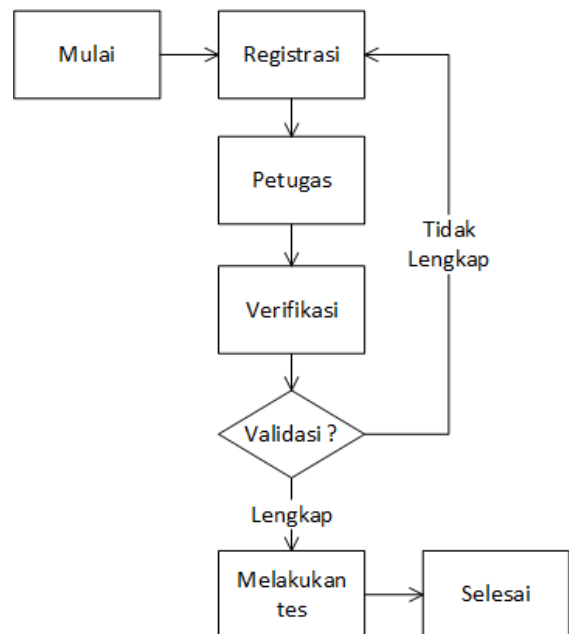 Mulai
Registrasi
Petugas
Tidak
Lengkap
Verifikasi
Validasi ?
Lengkap
Melakukan
tes
Selesai